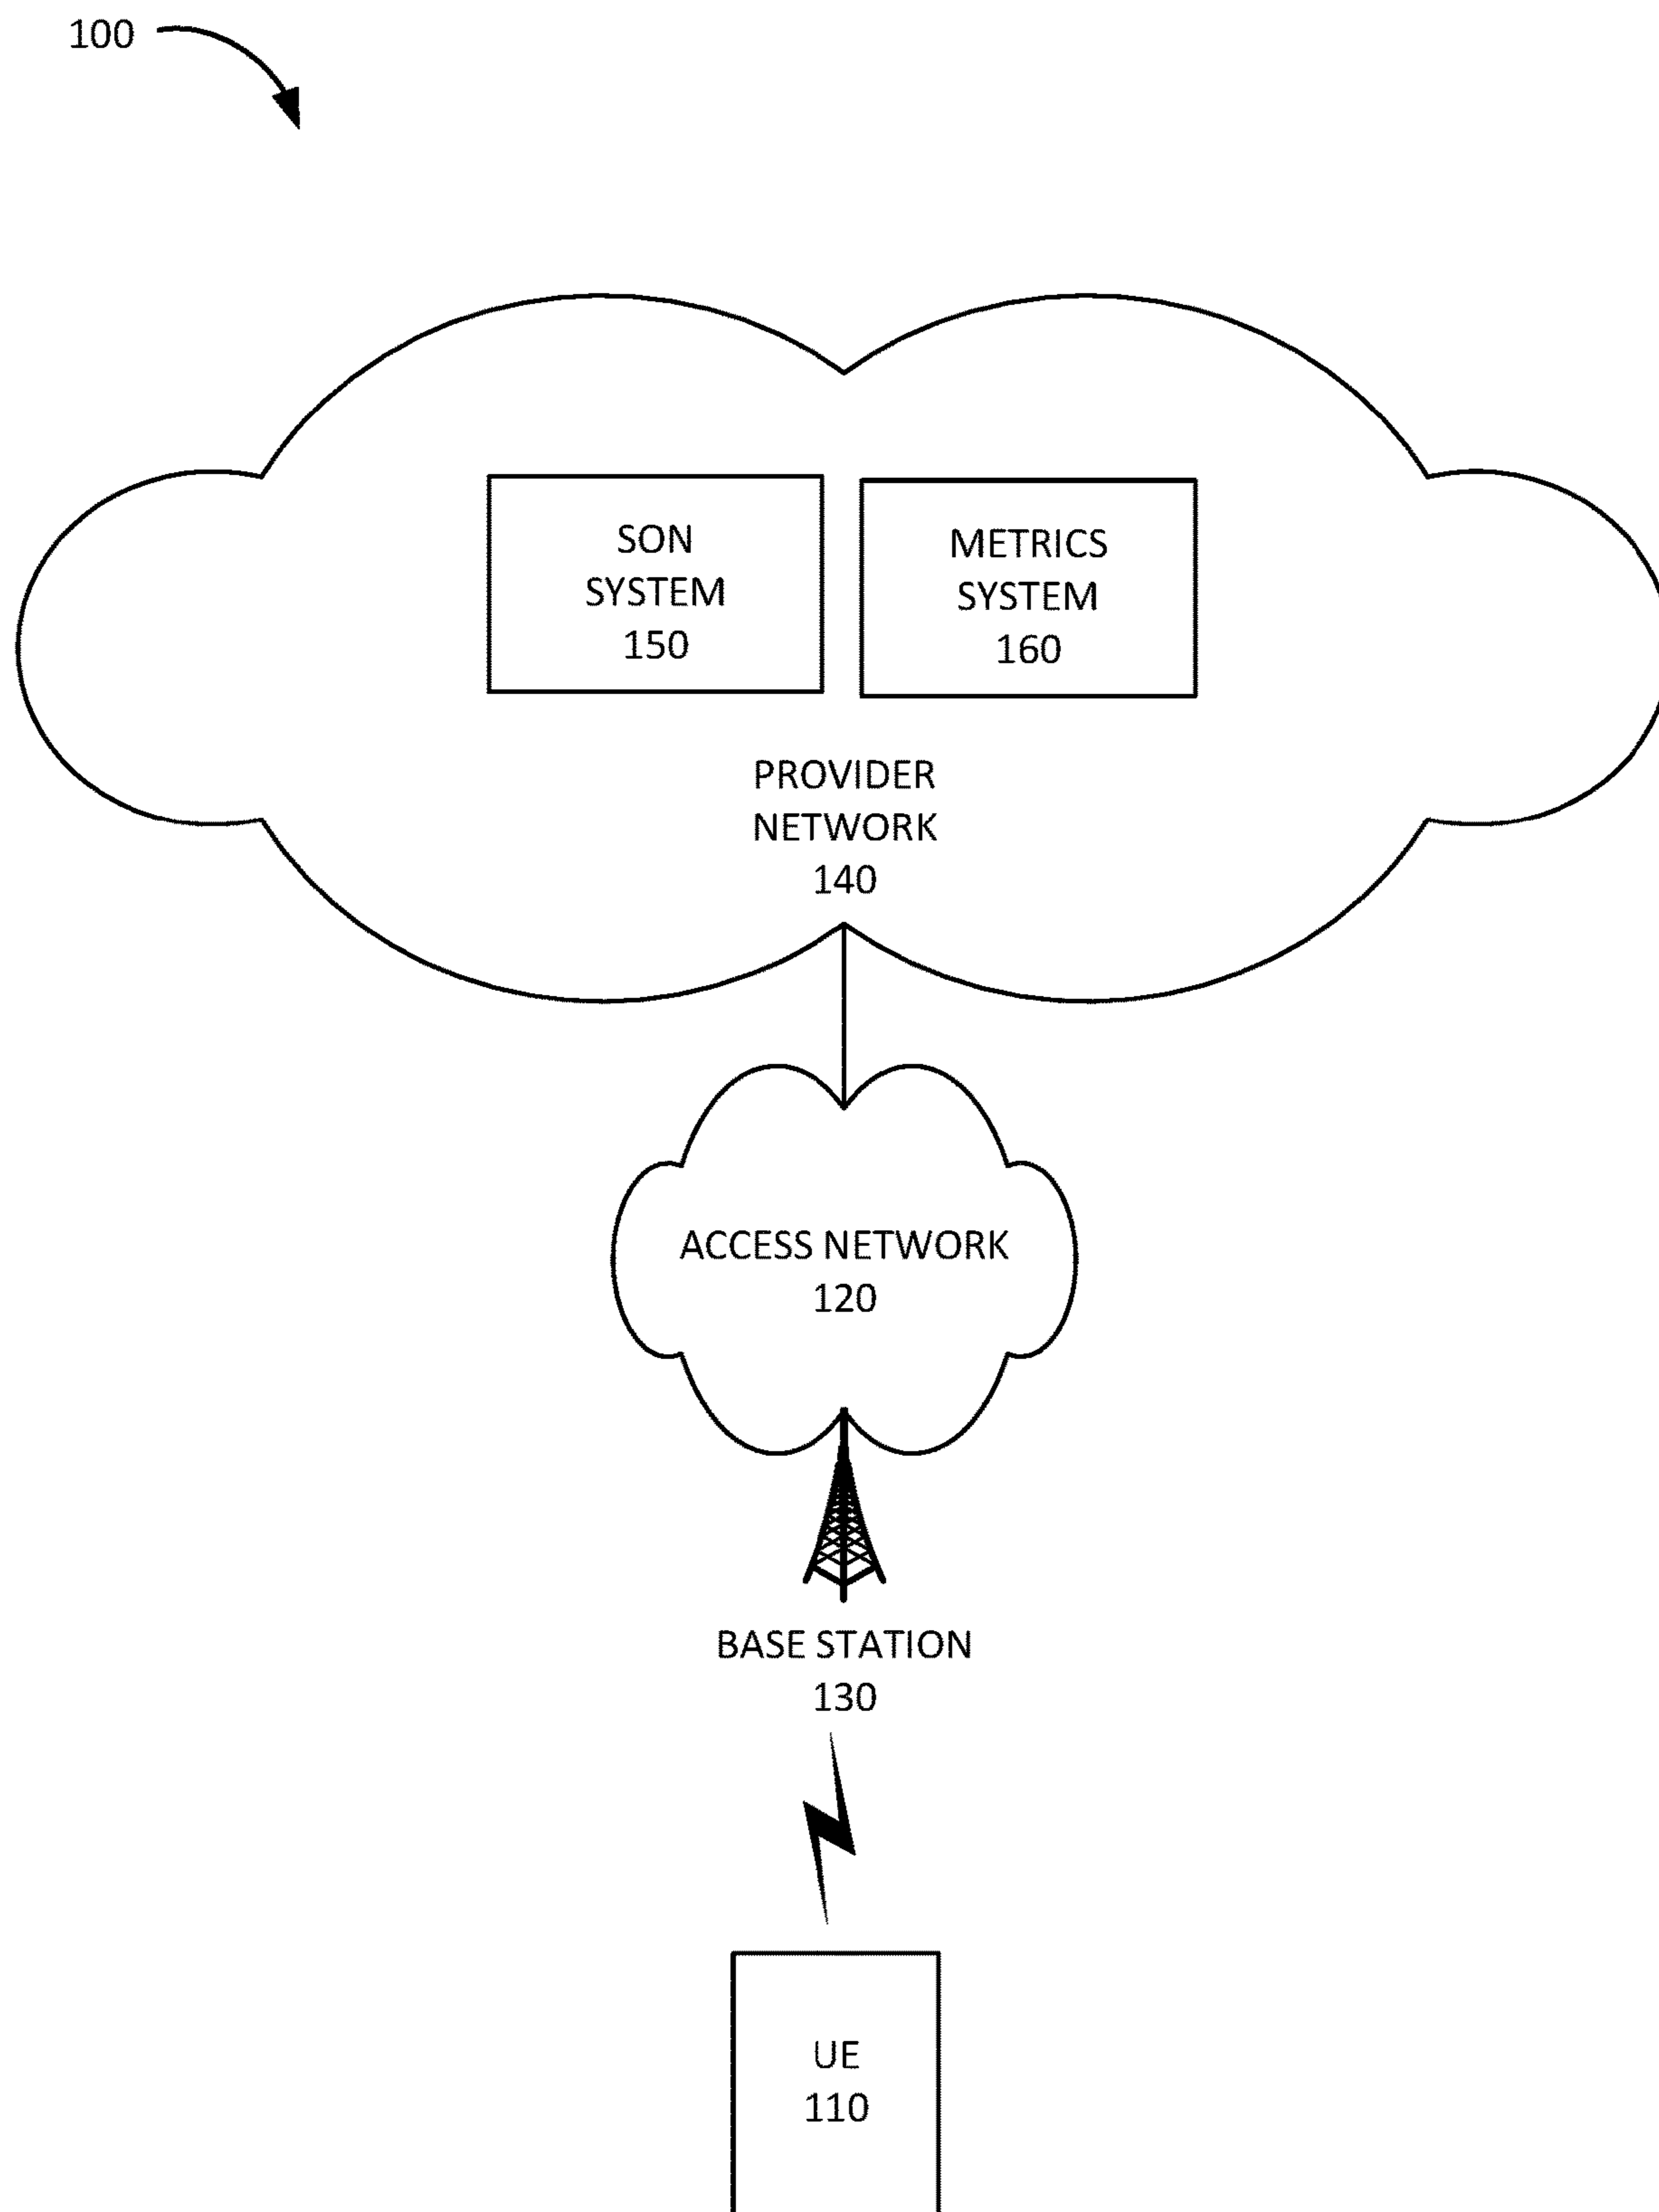 100
SON
SYSTEM
150
METRICS
SYSTEM
160
PROVIDER
NETWORK
140
ACCESS NETWORK
120
BASE STATION
130
UE
110